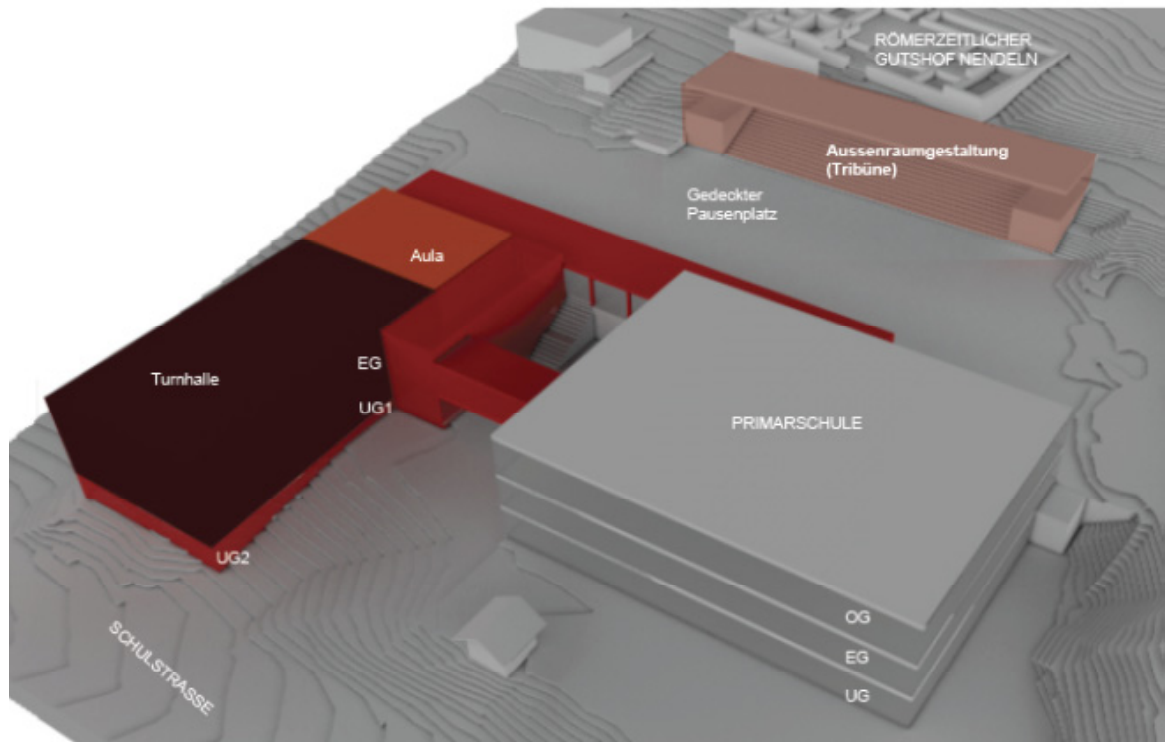 RÖMERZEITLICHER
GUTSHOF NENDELN
Aussenraumgestaltung
(Tribüne)
Gedeckter
Pausenplatz
Aula
EG
Turnhalle
UG1
PRIMARSCHULE
UG2
OG
EG
UG
SCHULSTRASSE